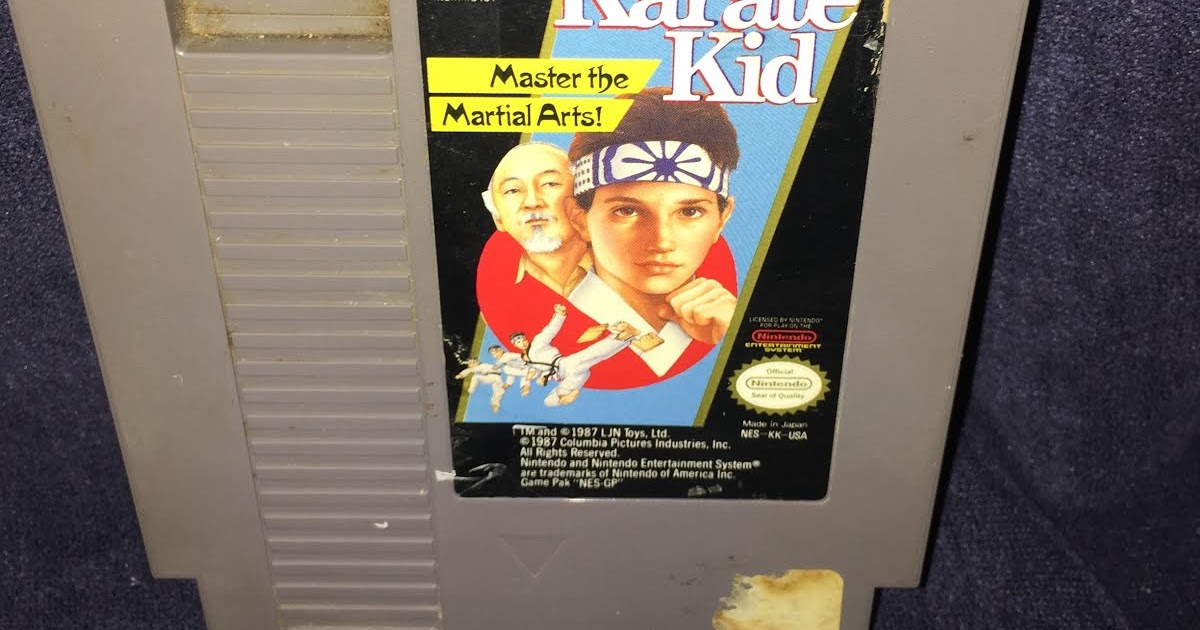 Karate
Kid
Master the
Martial Arts!
LICENSED BY NINTENDO®
FOR PLAY ON THE
Nintendo
ENTERTAINMENT
SYSTEM
Official
Nintendo
Seal of Quality
Made in Japan
NES-KK-USA
TM and ©1987 LJN Toys, Ltd.
©1987 Columbia Pictures Industries, Inc.
All Rights Reserved.
Nintendo and Nintendo Entertainment System®
are trademarks of Nintendo of America Inc.
Game Pak "NES-GP"